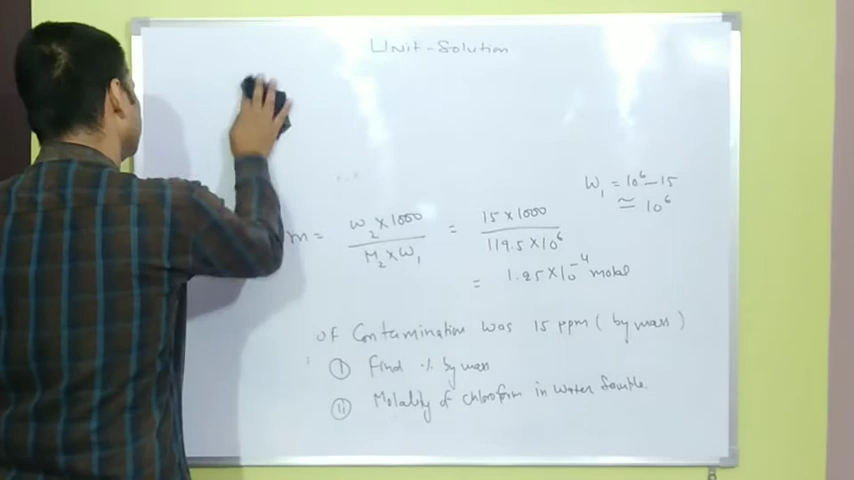 Unit-Solution
W₁ = 10⁶ - 15
≅ 10⁶
m = W₂ × 1000 / M₂ × W₁ = 15 × 1000 / 119.5 × 10⁶
= 1.25 × 10⁻⁴ molal
of Contamination was 15 ppm (by mass)
(i) Find % by mass
(ii) Molality of chloroform in water sample.